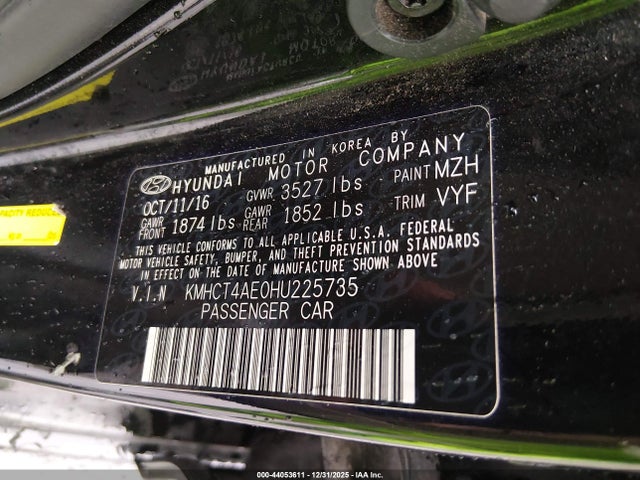 MANUFACTURED IN KOREA BY
HYUNDAI MOTOR COMPANY
OCT/11/16 GVWR 3527 lbs PAINT MZH
GAWR FRONT 1874 lbs GAWR REAR 1852 lbs TRIM VYF
THIS VEHICLE CONFORMS TO ALL APPLICABLE U.S.A. FEDERAL
MOTOR VEHICLE SAFETY, BUMPER, AND THEFT PREVENTION STANDARDS
IN EFFECT ON THE DATE OF MANUFACTURE SHOWN ABOVE
V.I.N KMHCT4AE0HU225735
PASSENGER CAR
CAPACITY REDUCED
000-44053611 - 12/31/2025 - IAA Inc.